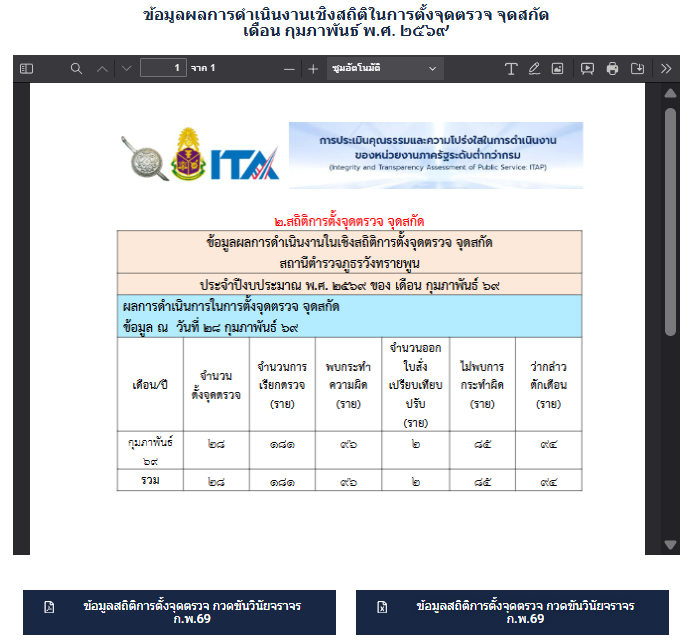 ข้อมูลผลการดำเนินงานเชิงสถิติในการตั้งจุดตรวจ จุดสกัด
เดือน กุมภาพันธ์ พ.ศ. ๒๕๖๙
1 จาก 1
ซูมอัตโนมัติ
ITA
การประเมินคุณธรรมและความโปร่งใสในการดำเนินงาน
ของหน่วยงานภาครัฐระดับต่ำกว่ากรม
(Integrity and Transparency Assessment of Public Service: ITAP)
๒.สถิติการตั้งจุดตรวจ จุดสกัด
ข้อมูลผลการดำเนินงานในเชิงสถิติการตั้งจุดตรวจ จุดสกัด
สถานีตำรวจภูธรวังทรายพูน
ประจำปีงบประมาณ พ.ศ. ๒๕๖๙ ของ เดือน กุมภาพันธ์ ๖๙
ผลการดำเนินการในการตั้งจุดตรวจ จุดสกัด
ข้อมูล ณ วันที่ ๒๘ กุมภาพันธ์ ๖๙
เดือน/ปี
จำนวน
ตั้งจุดตรวจ
จำนวนการ
เรียกตรวจ
(ราย)
พบกระทำ
ความผิด
(ราย)
จำนวนออก
ใบสั่ง
เปรียบเทียบ
ปรับ
(ราย)
ไม่พบการ
กระทำผิด
(ราย)
ว่ากล่าว
ตักเตือน
(ราย)
กุมภาพันธ์
๖๙
๒๘ ๑๘๑ ๙๖ ๒ ๘๕ ๙๔
รวม ๒๘ ๑๘๑ ๙๖ ๒ ๘๕ ๙๔
ข้อมูลสถิติการตั้งจุดตรวจ กวดขันวินัยจราจร
ก.พ.69
ข้อมูลสถิติการตั้งจุดตรวจ กวดขันวินัยจราจร
ก.พ.69